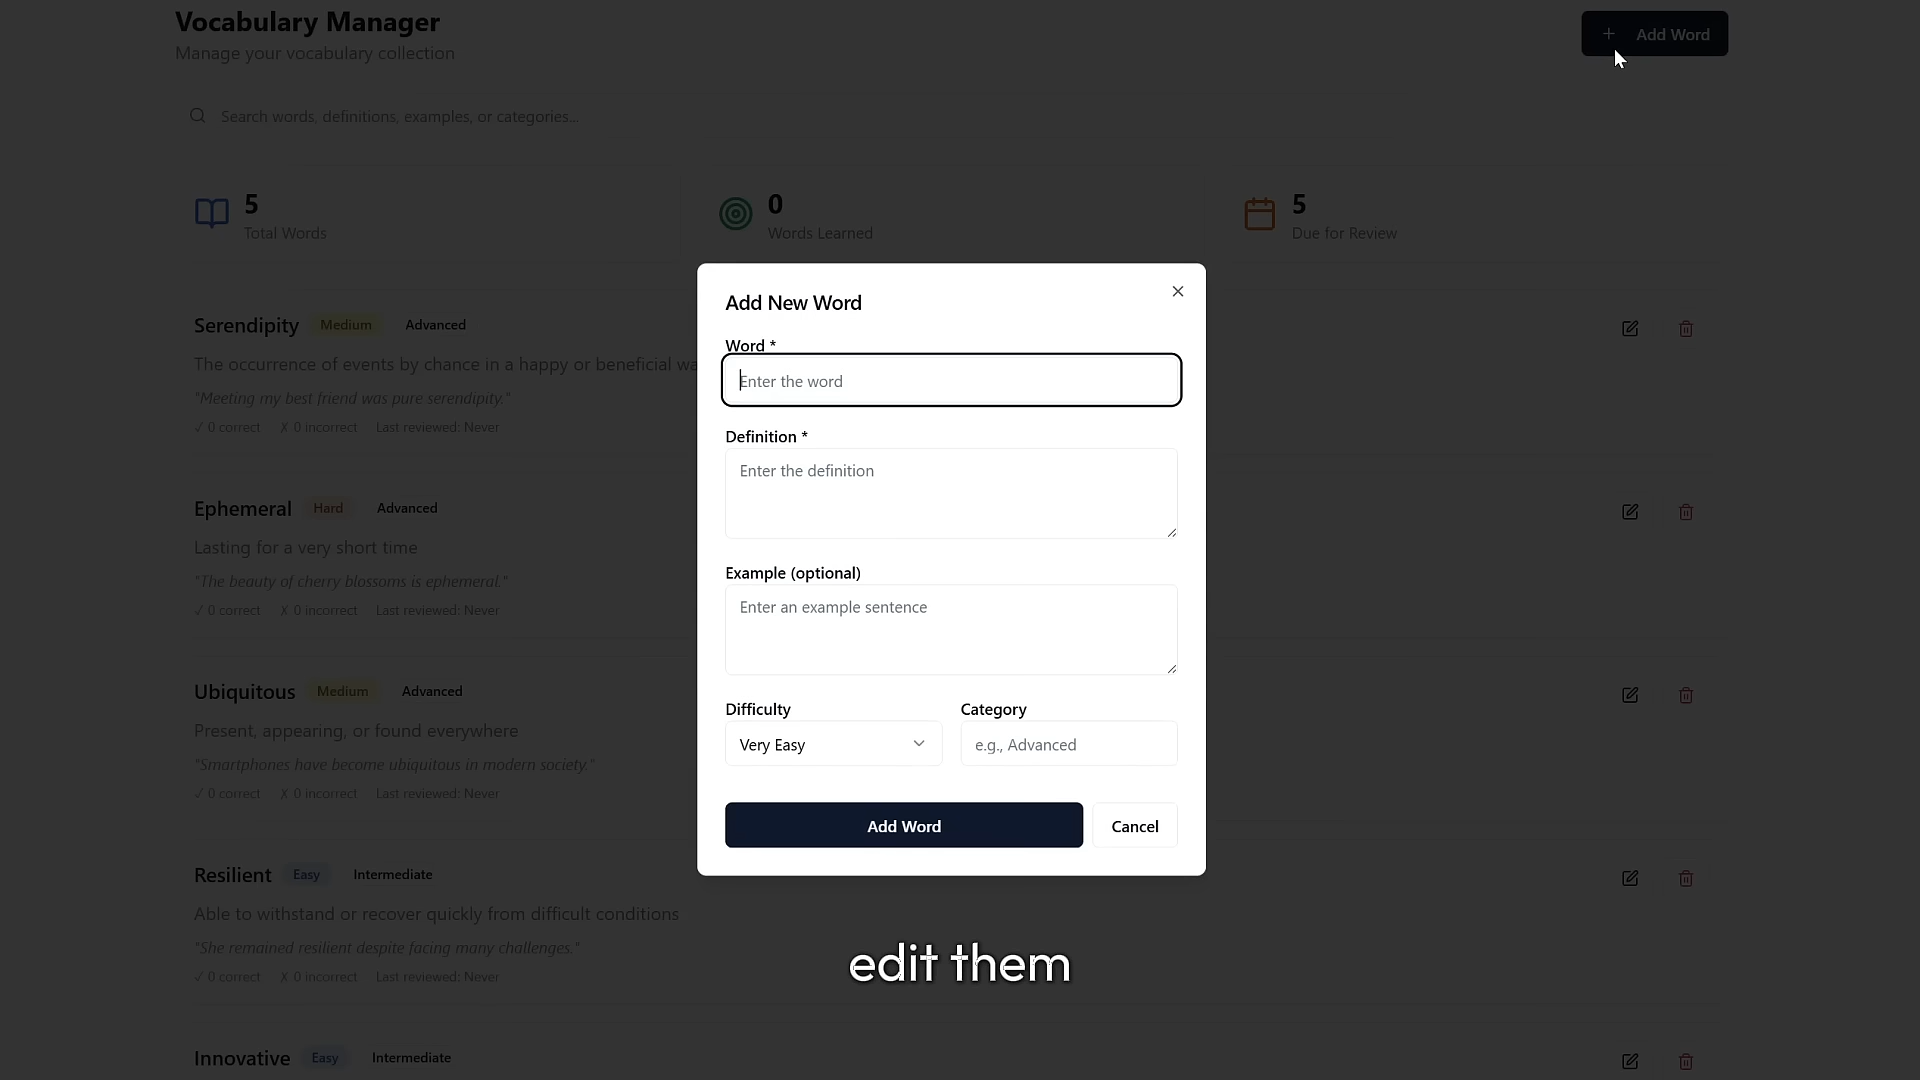 Vocabulary Manager
Manage your vocabulary collection
Add Word
Search words, definitions, examples, or categories...
5
Total Words
0
Words Learned
5
Due for Review
Serendipity Medium Advanced
The occurrence of events by chance in a happy or beneficial wa
"Meeting my best friend was pure serendipity."
✓ 0 correct ✗ 0 incorrect Last reviewed: Never
Ephemeral Hard Advanced
Lasting for a very short time
"The beauty of cherry blossoms is ephemeral."
✓ 0 correct ✗ 0 incorrect Last reviewed: Never
Ubiquitous Medium Advanced
Present, appearing, or found everywhere
"Smartphones have become ubiquitous in modern society."
✓ 0 correct ✗ 0 incorrect Last reviewed: Never
Resilient Easy Intermediate
Able to withstand or recover quickly from difficult conditions
"She remained resilient despite facing many challenges."
✓ 0 correct ✗ 0 incorrect Last reviewed: Never
Innovative Easy Intermediate
Add New Word
Word *
Enter the word
Definition *
Enter the definition
Example (optional)
Enter an example sentence
Difficulty
Very Easy
Category
e.g., Advanced
Add Word
Cancel
edit them